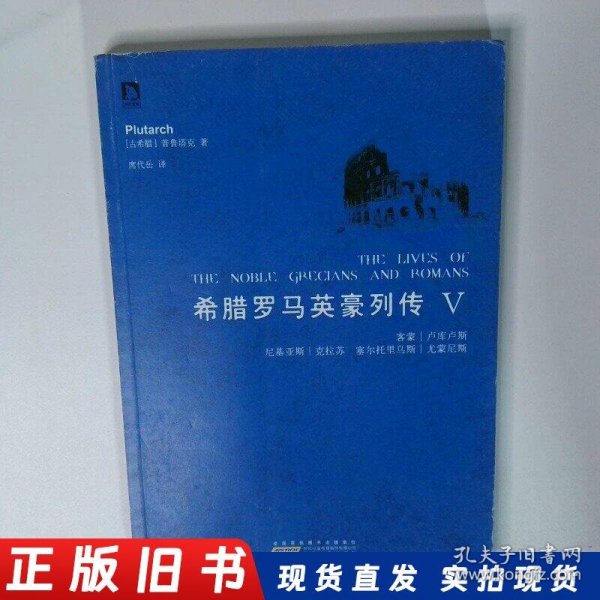 Plutarch
［古希腊］普鲁塔克 著
席代岳 译
THE LIVES OF
THE NOBLE GRECIANS AND ROMANS
希腊罗马英豪列传 V
客蒙｜卢库卢斯
尼基亚斯｜克拉苏 塞尔托里乌斯｜尤蒙尼斯
孔夫子旧书网
www.kongfz.com
正版旧书
现货直发 实拍现货